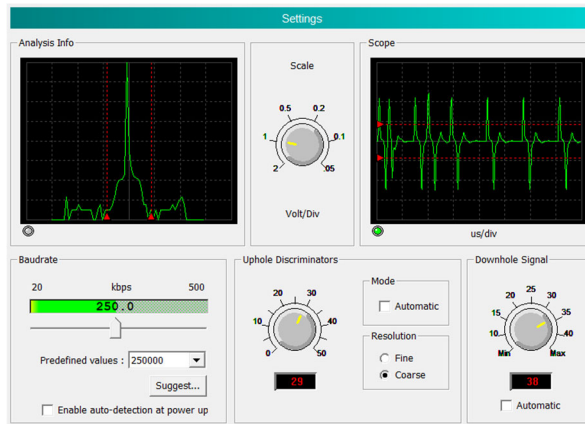 Settings
Analysis Info
Scale
0.5 0.2
1 0.1
2 .05
Volt/Div
Scope
us/div
Baudrate
20 kbps 500
250.0
Predefined values : 250000
Suggest...
Enable auto-detection at power up
Uphole Discriminators
20 30
10 40
0 50
29
Mode
Automatic
Resolution
Fine
Coarse
Downhole Signal
20 25 30
15 35
10 40
Min Max
30
Automatic